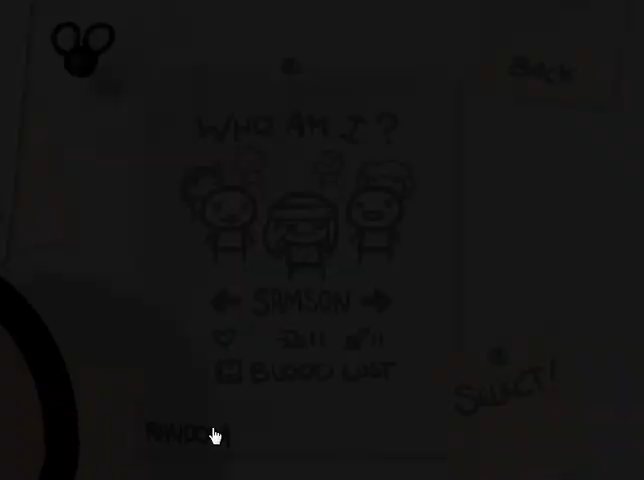 BACK
WHO AM I?
SAMSON
BLOOD LUST
SELECT!
RANDOM